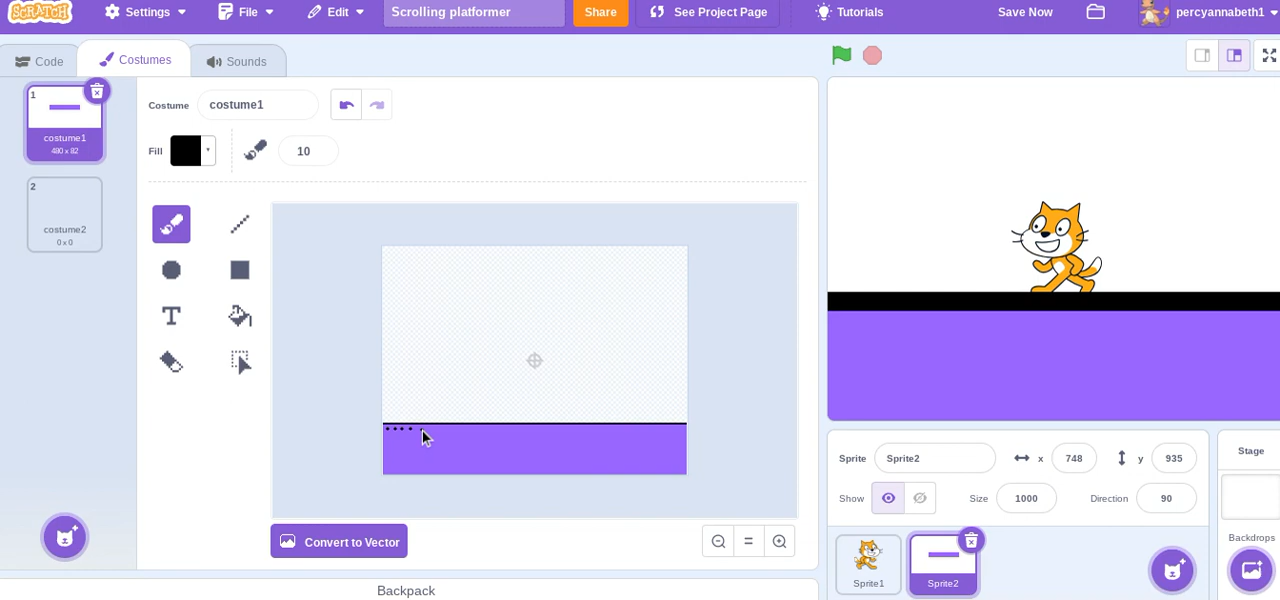 SCRATCH Settings File Edit Scrolling platformer Share See Project Page Tutorials Save Now percyannabeth1
Code Costumes Sounds
1
costume1
480 x 82
2
costume2
0 x 0
Costume costume1
Fill 10
T
Convert to Vector
Backpack
Sprite Sprite2 x 748 y 935
Show Size 1000 Direction 90
Sprite1 Sprite2
Stage
Backdrops